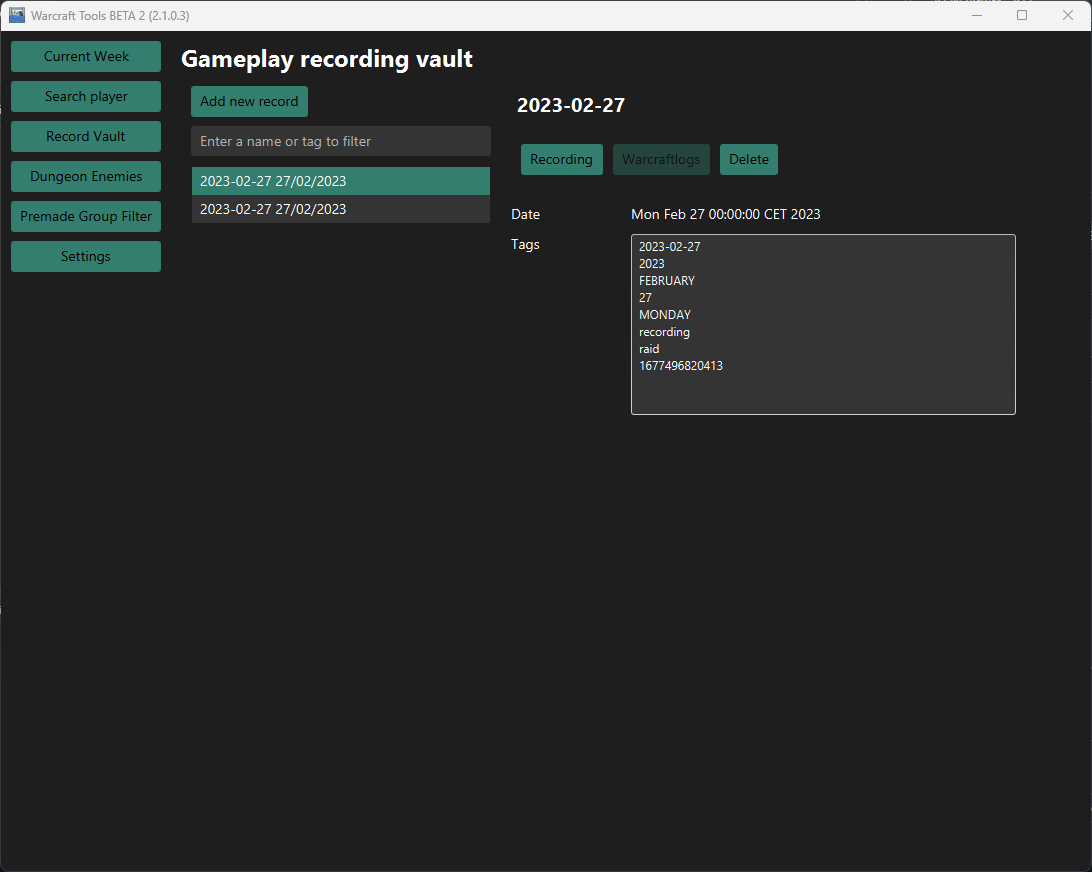 Warcraft Tools BETA 2 (2.1.0.3)
Current Week
Search player
Record Vault
Dungeon Enemies
Premade Group Filter
Settings
Gameplay recording vault
Add new record
Enter a name or tag to filter
2023-02-27 27/02/2023
2023-02-27 27/02/2023
2023-02-27
Recording Warcraftlogs Delete
Date Mon Feb 27 00:00:00 CET 2023
Tags
2023-02-27
2023
FEBRUARY
27
MONDAY
recording
raid
1677496820413